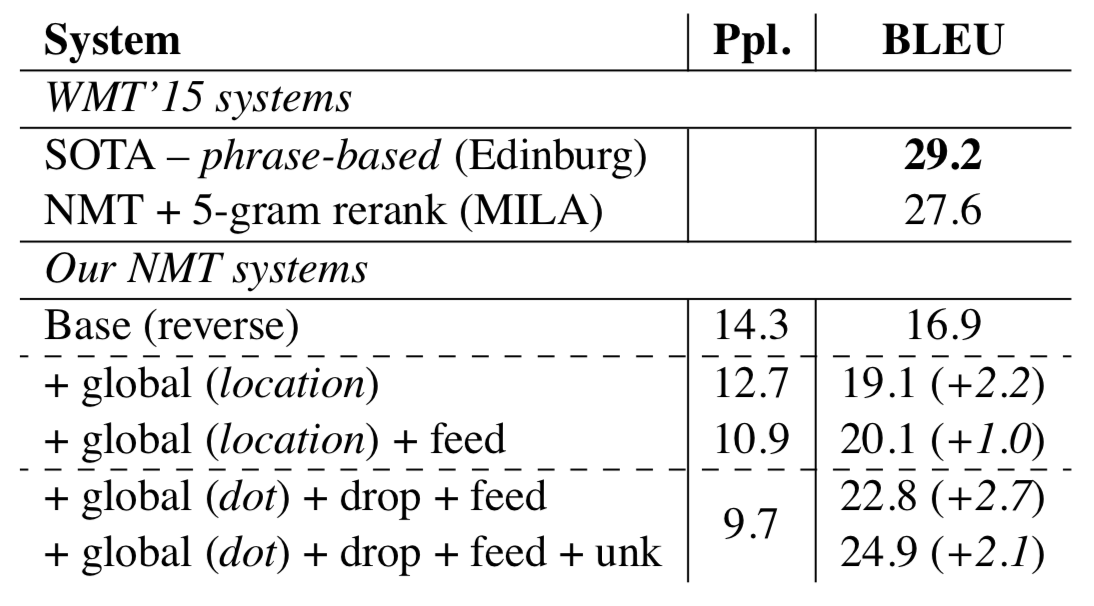 System Ppl. BLEU
WMT’15 systems
SOTA – phrase-based (Edinburg) 29.2
NMT + 5-gram rerank (MILA) 27.6
Our NMT systems
Base (reverse) 14.3 16.9
+ global (location) 12.7 19.1 (+2.2)
+ global (location) + feed 10.9 20.1 (+1.0)
+ global (dot) + drop + feed 9.7 22.8 (+2.7)
+ global (dot) + drop + feed + unk 24.9 (+2.1)